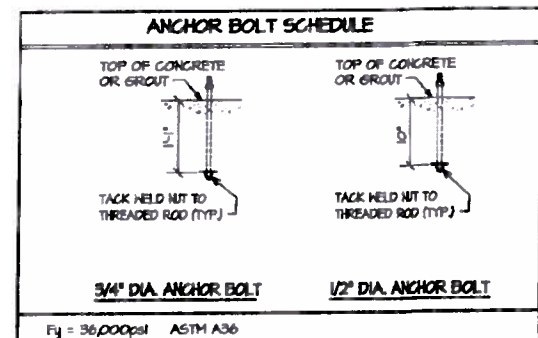 ANCHOR BOLT SCHEDULE
TOP OF CONCRETE
OR GROUT
TACK WELD NUT TO
THREADED ROD (TYP.)
3/4" DIA. ANCHOR BOLT
TOP OF CONCRETE
OR GROUT
10"
TACK WELD NUT TO
THREADED ROD (TYP.)
1/2" DIA. ANCHOR BOLT
Fy = 36,000psi ASTM A36